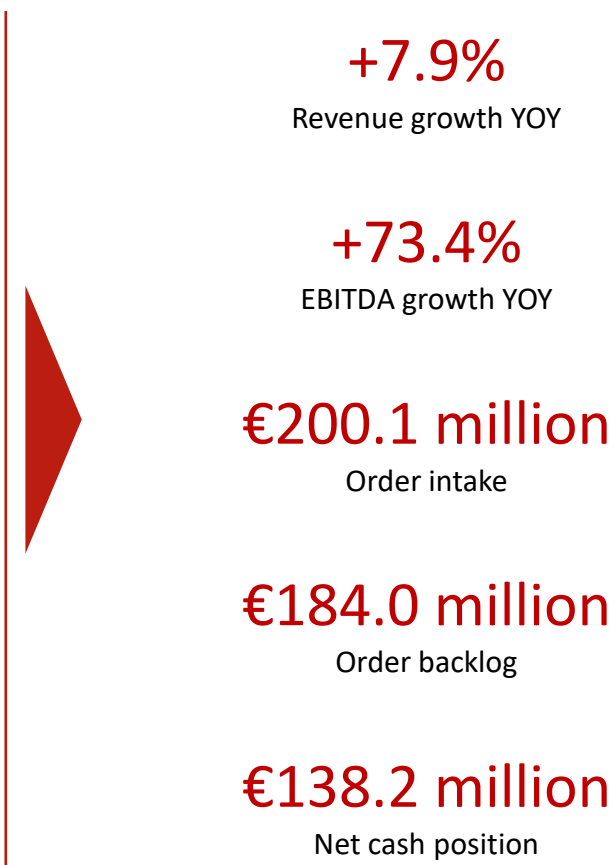 +7.9%
Revenue growth YOY
+73.4%
EBITDA growth YOY
€200.1 million
Order intake
€184.0 million
Order backlog
€138.2 million
Net cash position